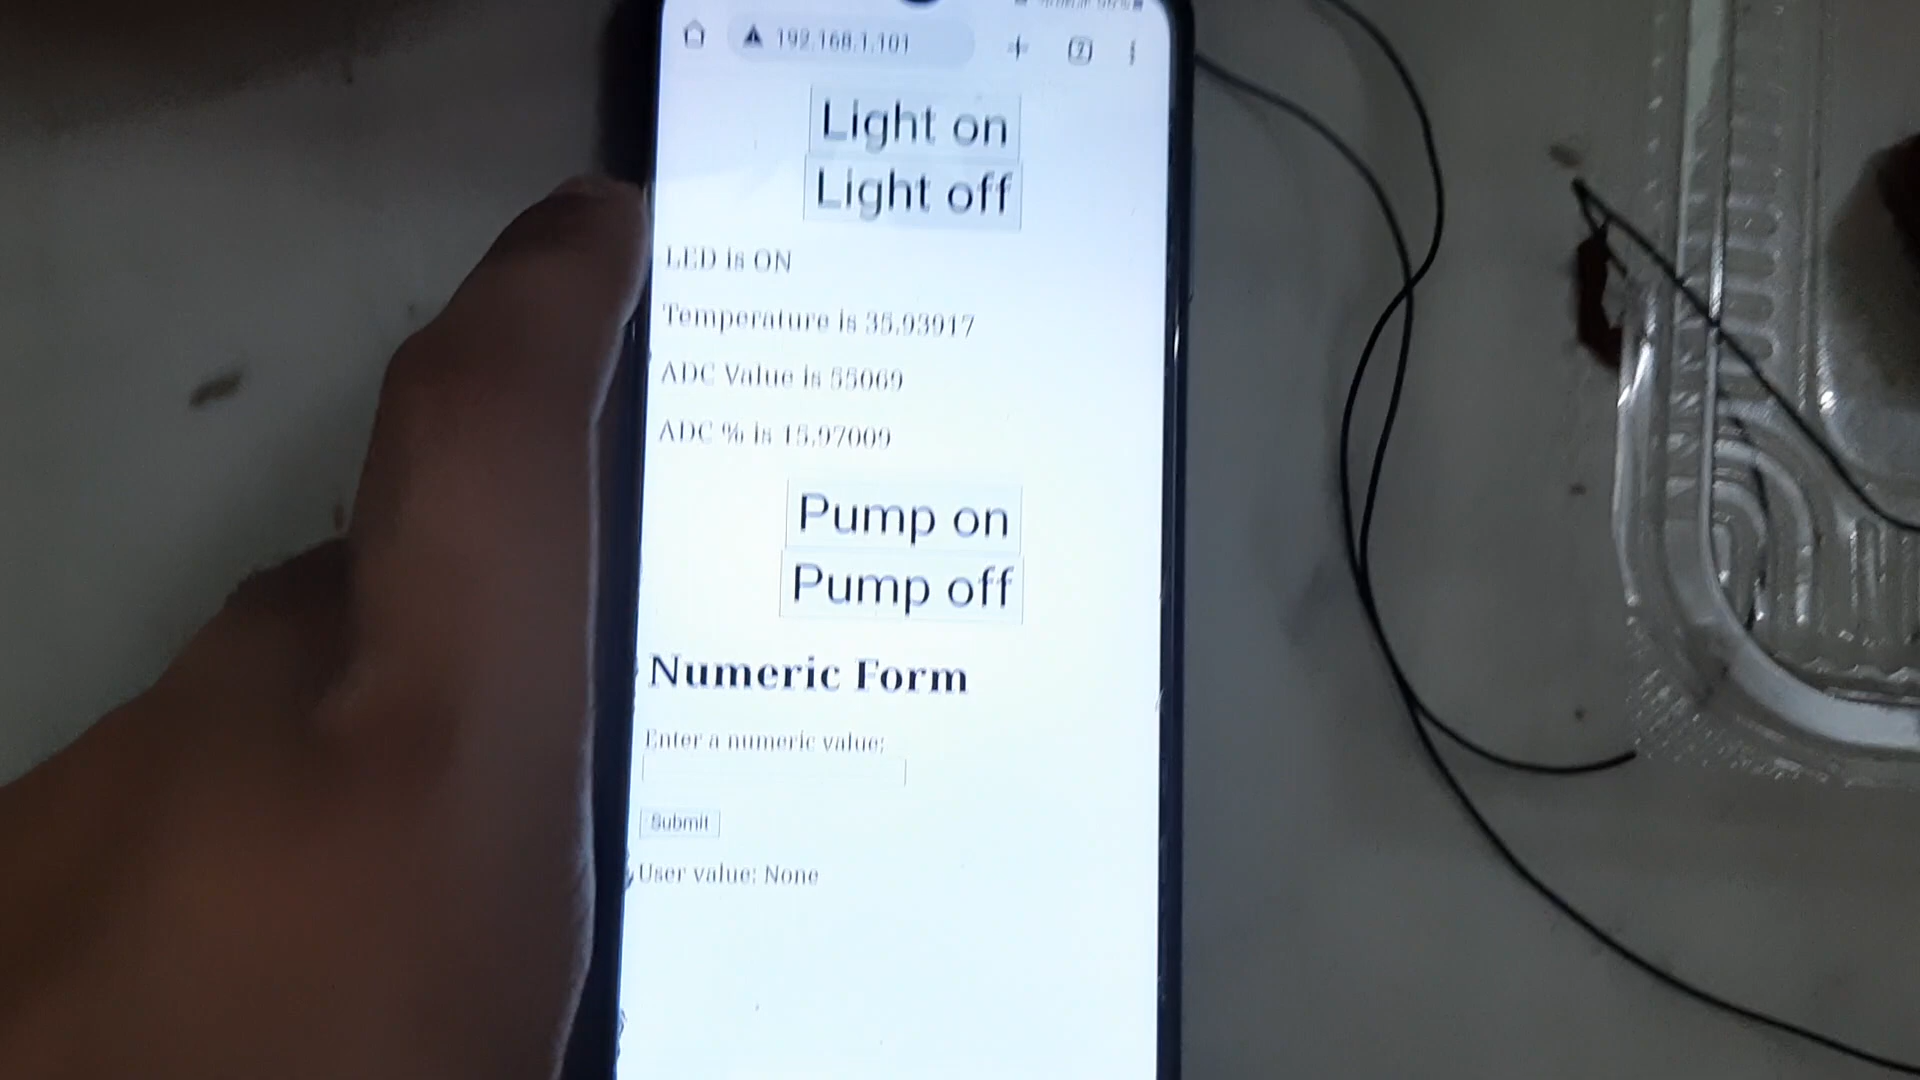 192.168.1.101
Light on
Light off
LED is ON
Temperature is 35.93917
ADC Value is 55069
ADC % is 15.97009
Pump on
Pump off
Numeric Form
Enter a numeric value:
Submit
User value: None